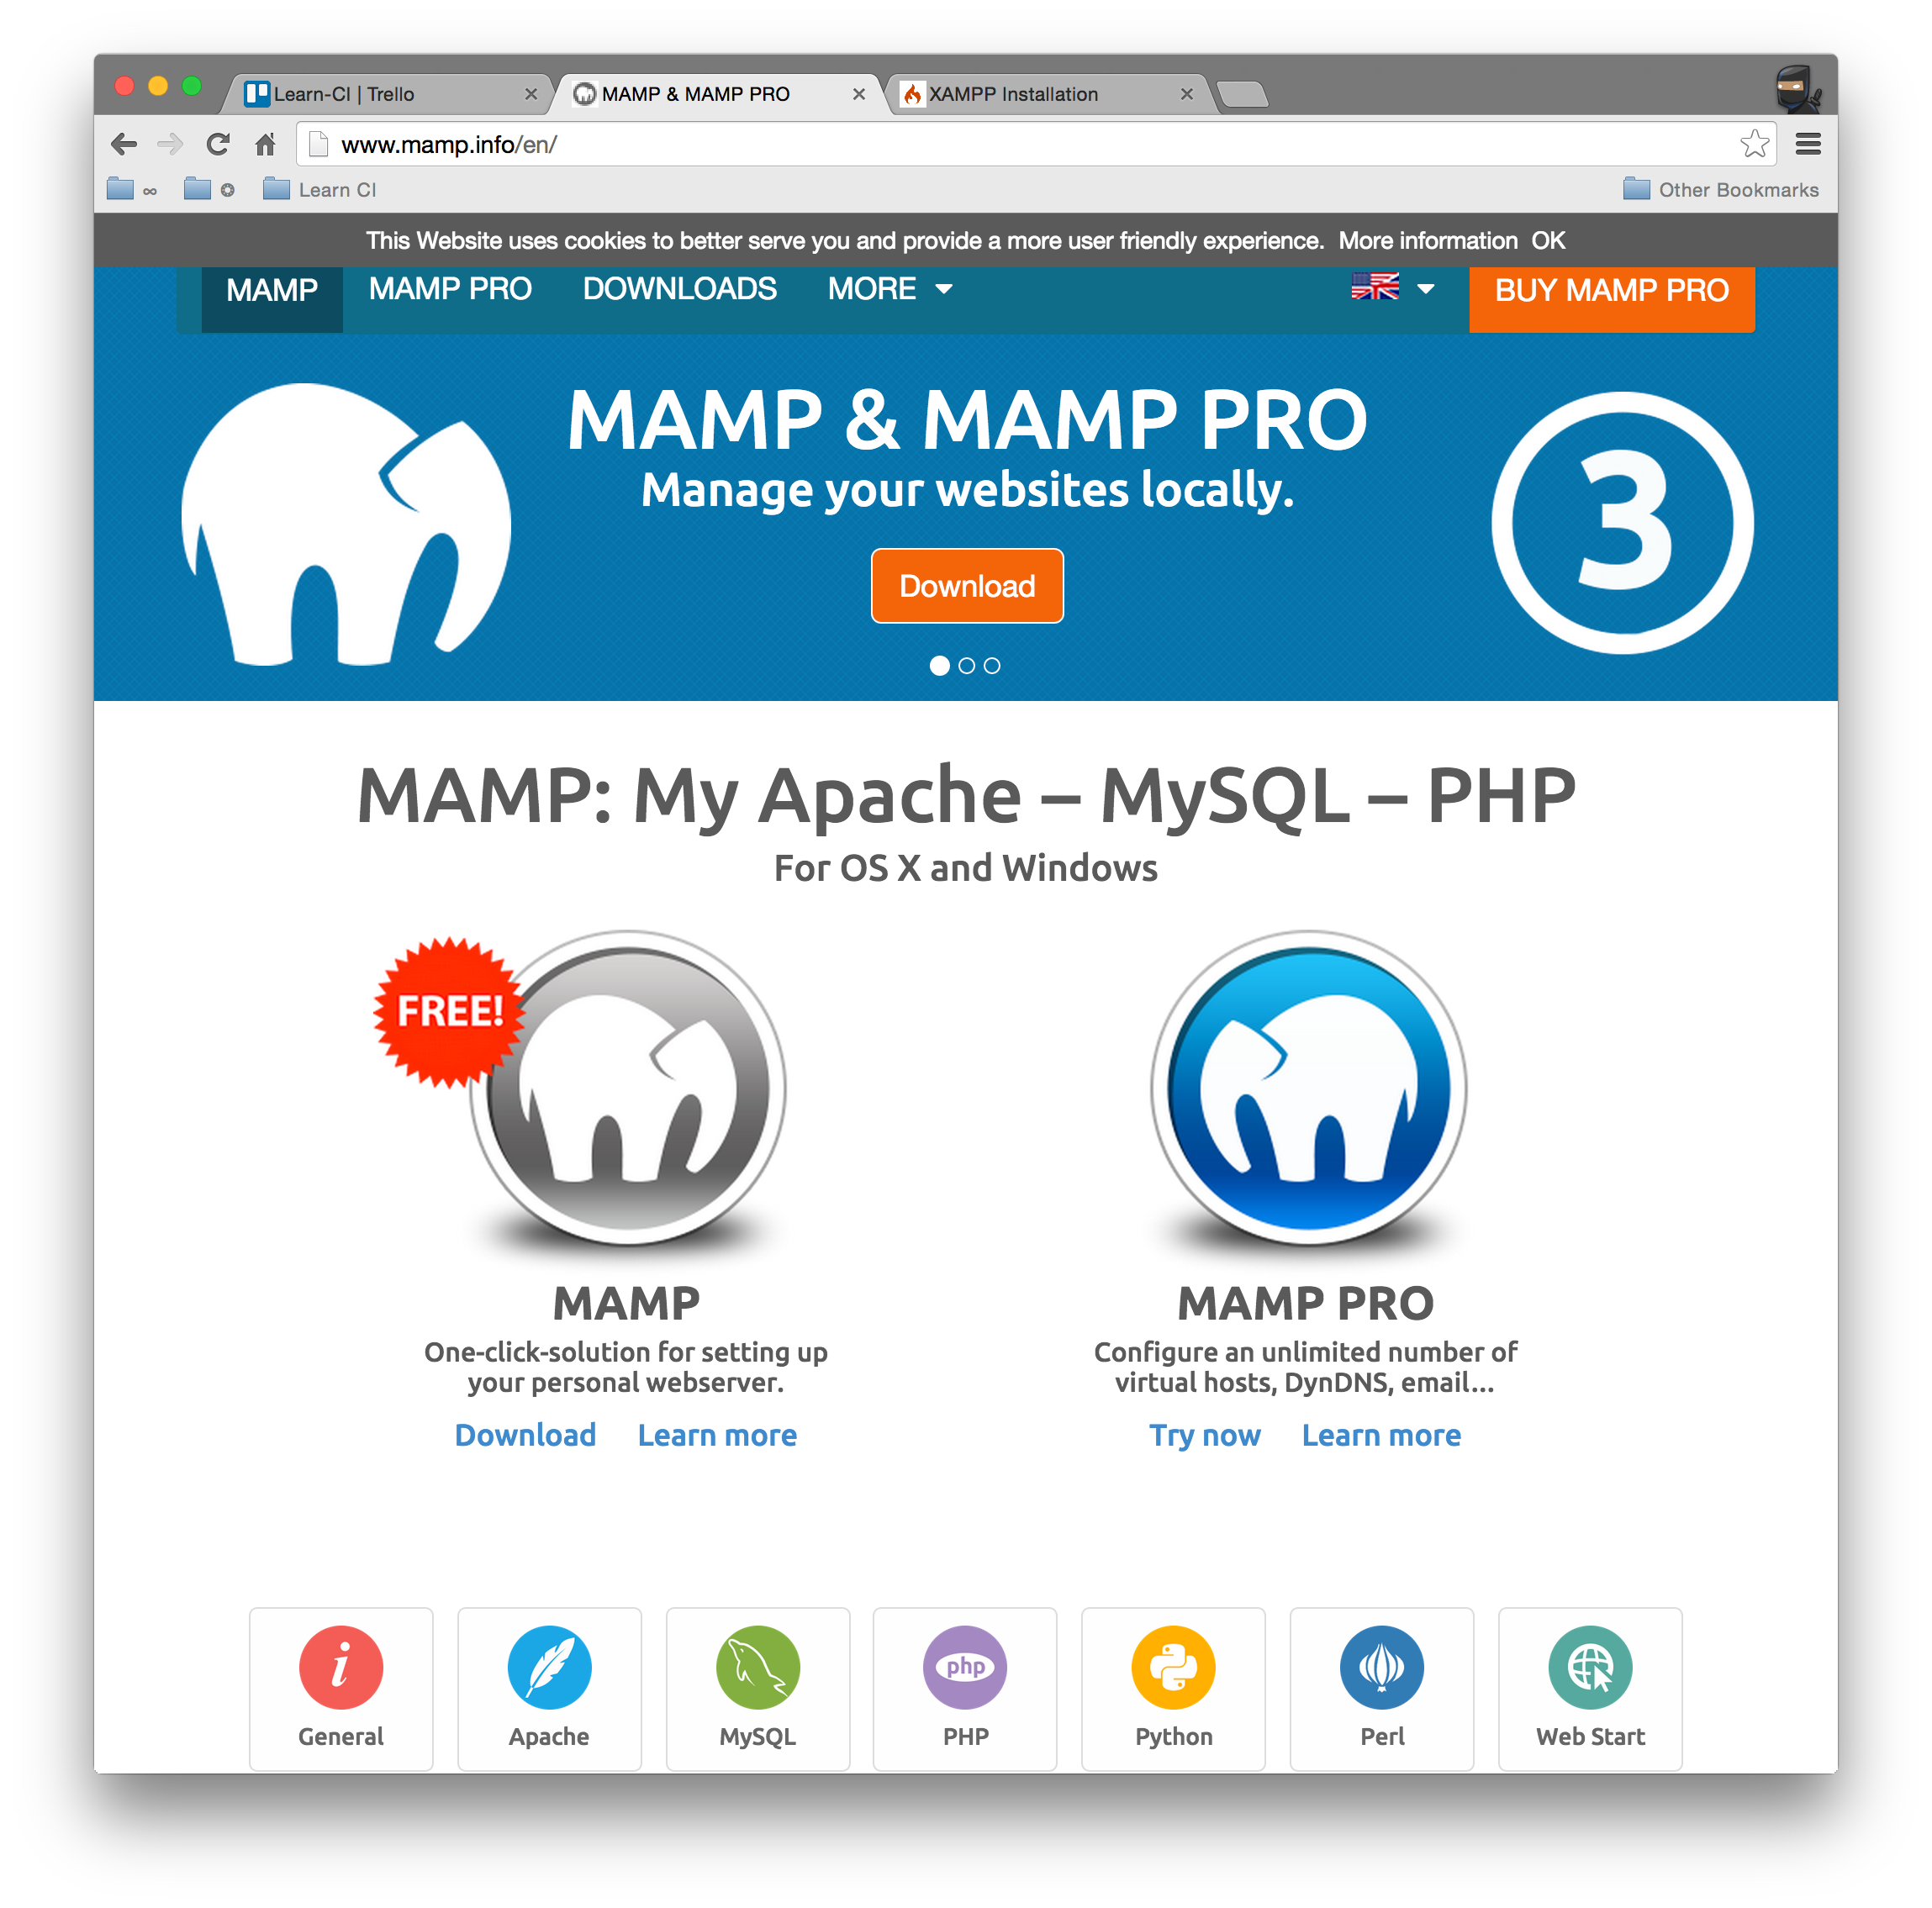 Learn-CI | Trello
MAMP & MAMP PRO
XAMPP Installation
www.mamp.info/en/
∞
Learn CI
Other Bookmarks
This Website uses cookies to better serve you and provide a more user friendly experience. More information OK
MAMP
MAMP PRO
DOWNLOADS
MORE
BUY MAMP PRO
MAMP & MAMP PRO
Manage your websites locally.
3
Download
MAMP: My Apache – MySQL – PHP
For OS X and Windows
FREE!
MAMP
One-click-solution for setting up
your personal webserver.
Download Learn more
MAMP PRO
Configure an unlimited number of
virtual hosts, DynDNS, email...
Try now Learn more
i
General
Apache
MySQL
php
PHP
Python
Perl
Web Start